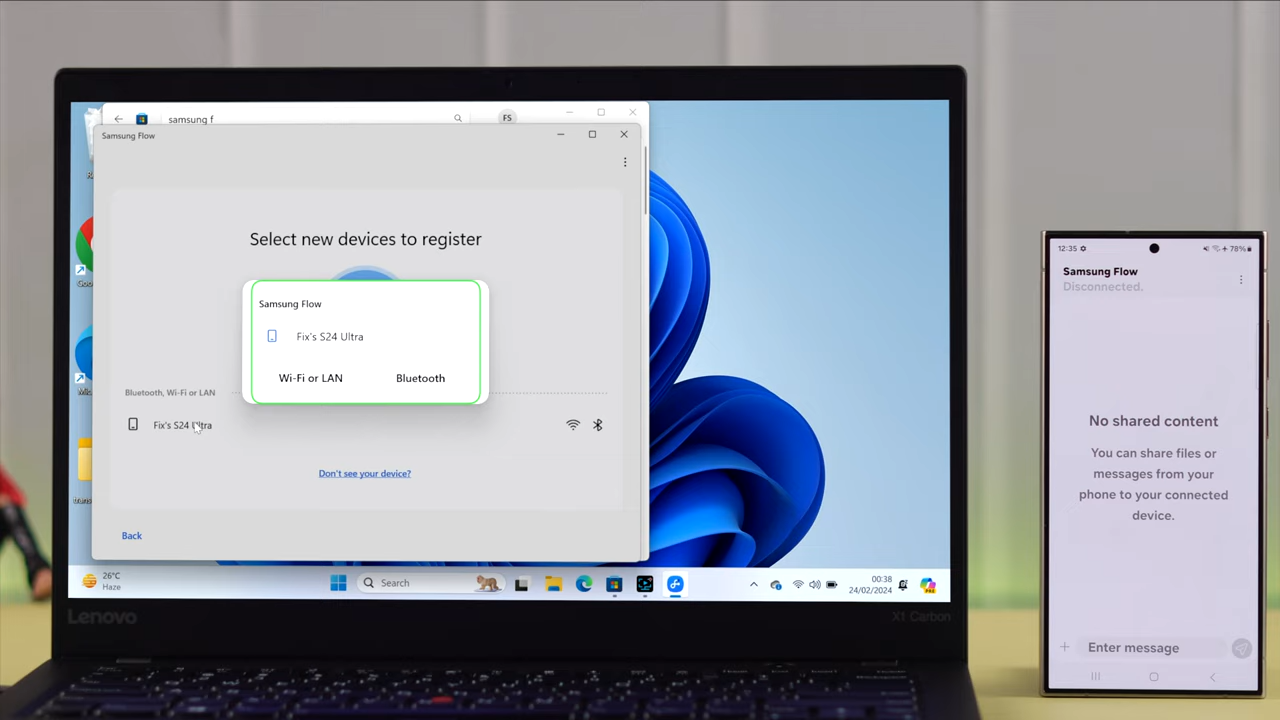 samsung f
FS
Samsung Flow
Select new devices to register
Samsung Flow
Fix's S24 Ultra
Wi-Fi or LAN
Bluetooth
Bluetooth, Wi-Fi or LAN
Fix's S24 Ultra
Don't see your device?
Back
26°C
Haze
Search
00:38
24/02/2024
PRE
Lenovo
X1 Carbon
12:35
78%
Samsung Flow
Disconnected.
No shared content
You can share files or
messages from your
phone to your connected
device.
Enter message